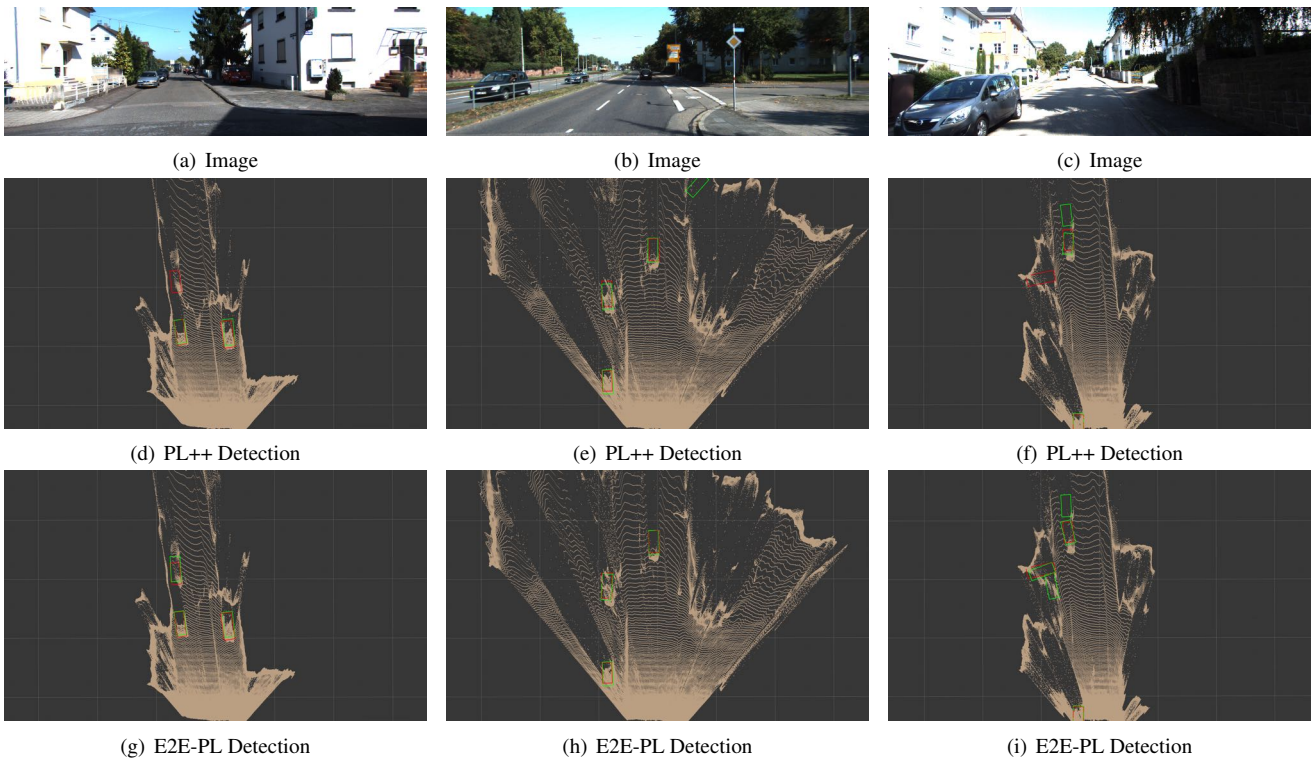 (a) Image
(b) Image
(c) Image
(d) PL++ Detection
(e) PL++ Detection
(f) PL++ Detection
(g) E2E-PL Detection
(h) E2E-PL Detection
(i) E2E-PL Detection